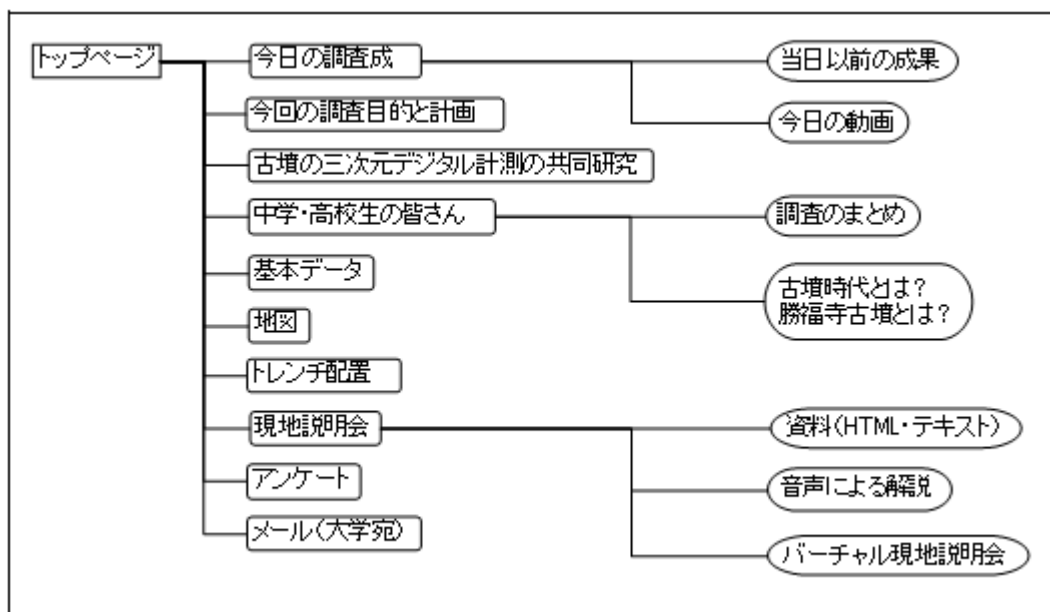 トップページ
今日の調査成
当日以前の成果
今日の動画
今回の調査目的と計画
古墳の三次元デジタル計測の共同研究
中学・高校生の皆さん
調査のまとめ
古墳時代とは?
勝福寺古墳とは?
基本データ
地図
トレンチ配置
現地説明会
資料(HTML・テキスト)
音声による解説
バーチャル現地説明会
アンケート
メール(大学宛)